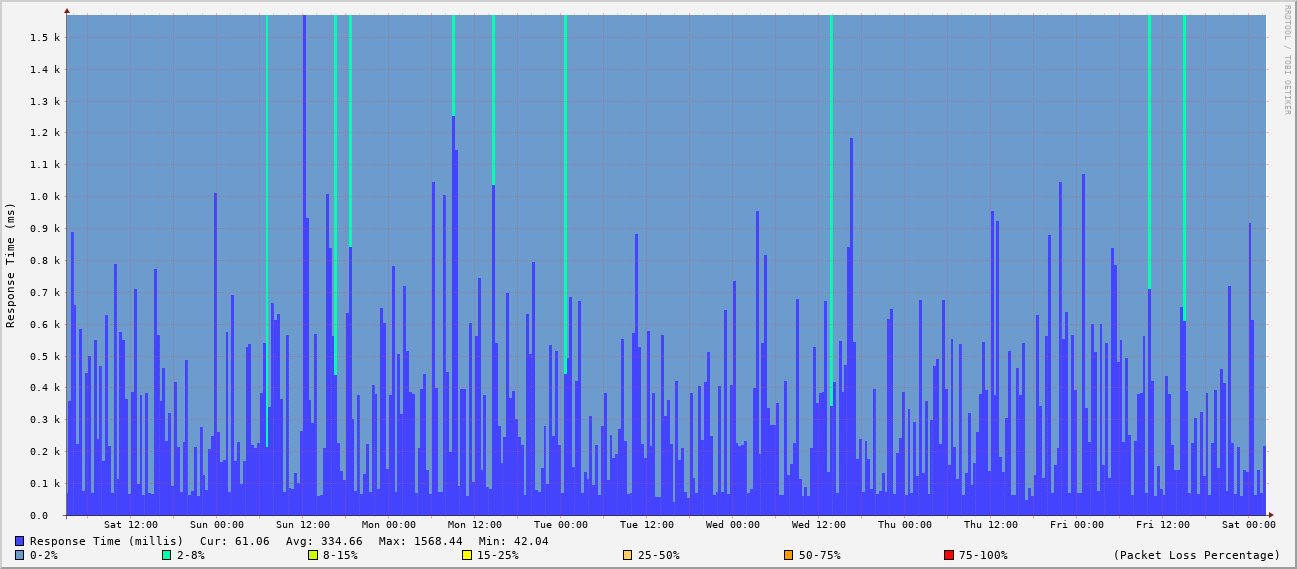 RRDTOOL / TOBI OETIKER
Response Time (ms)
1.5 k
1.4 k
1.3 k
1.2 k
1.1 k
1.0 k
0.9 k
0.8 k
0.7 k
0.6 k
0.5 k
0.4 k
0.3 k
0.2 k
0.1 k
0.0
Sat 12:00 Sun 00:00 Sun 12:00 Mon 00:00 Mon 12:00 Tue 00:00 Tue 12:00 Wed 00:00 Wed 12:00 Thu 00:00 Thu 12:00 Fri 00:00 Fri 12:00 Sat 00:00
Response Time (millis) Cur: 61.06 Avg: 334.66 Max: 1568.44 Min: 42.04
0-2% 2-8% 8-15% 15-25% 25-50% 50-75% 75-100% (Packet Loss Percentage)